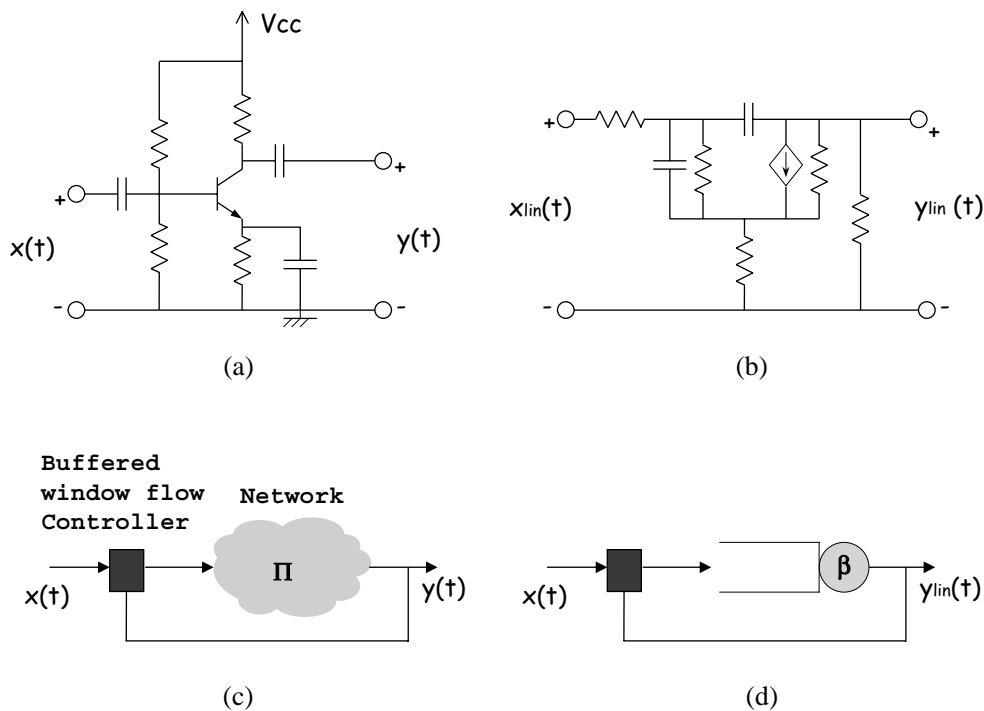 Vcc
+
+
x(t)
y(t)
-
-
(a)
+
+
xlin(t)
ylin (t)
-
-
(b)
Buffered
window flow
Controller
Network
Π
x(t)
y(t)
(c)
β
x(t)
ylin(t)
(d)